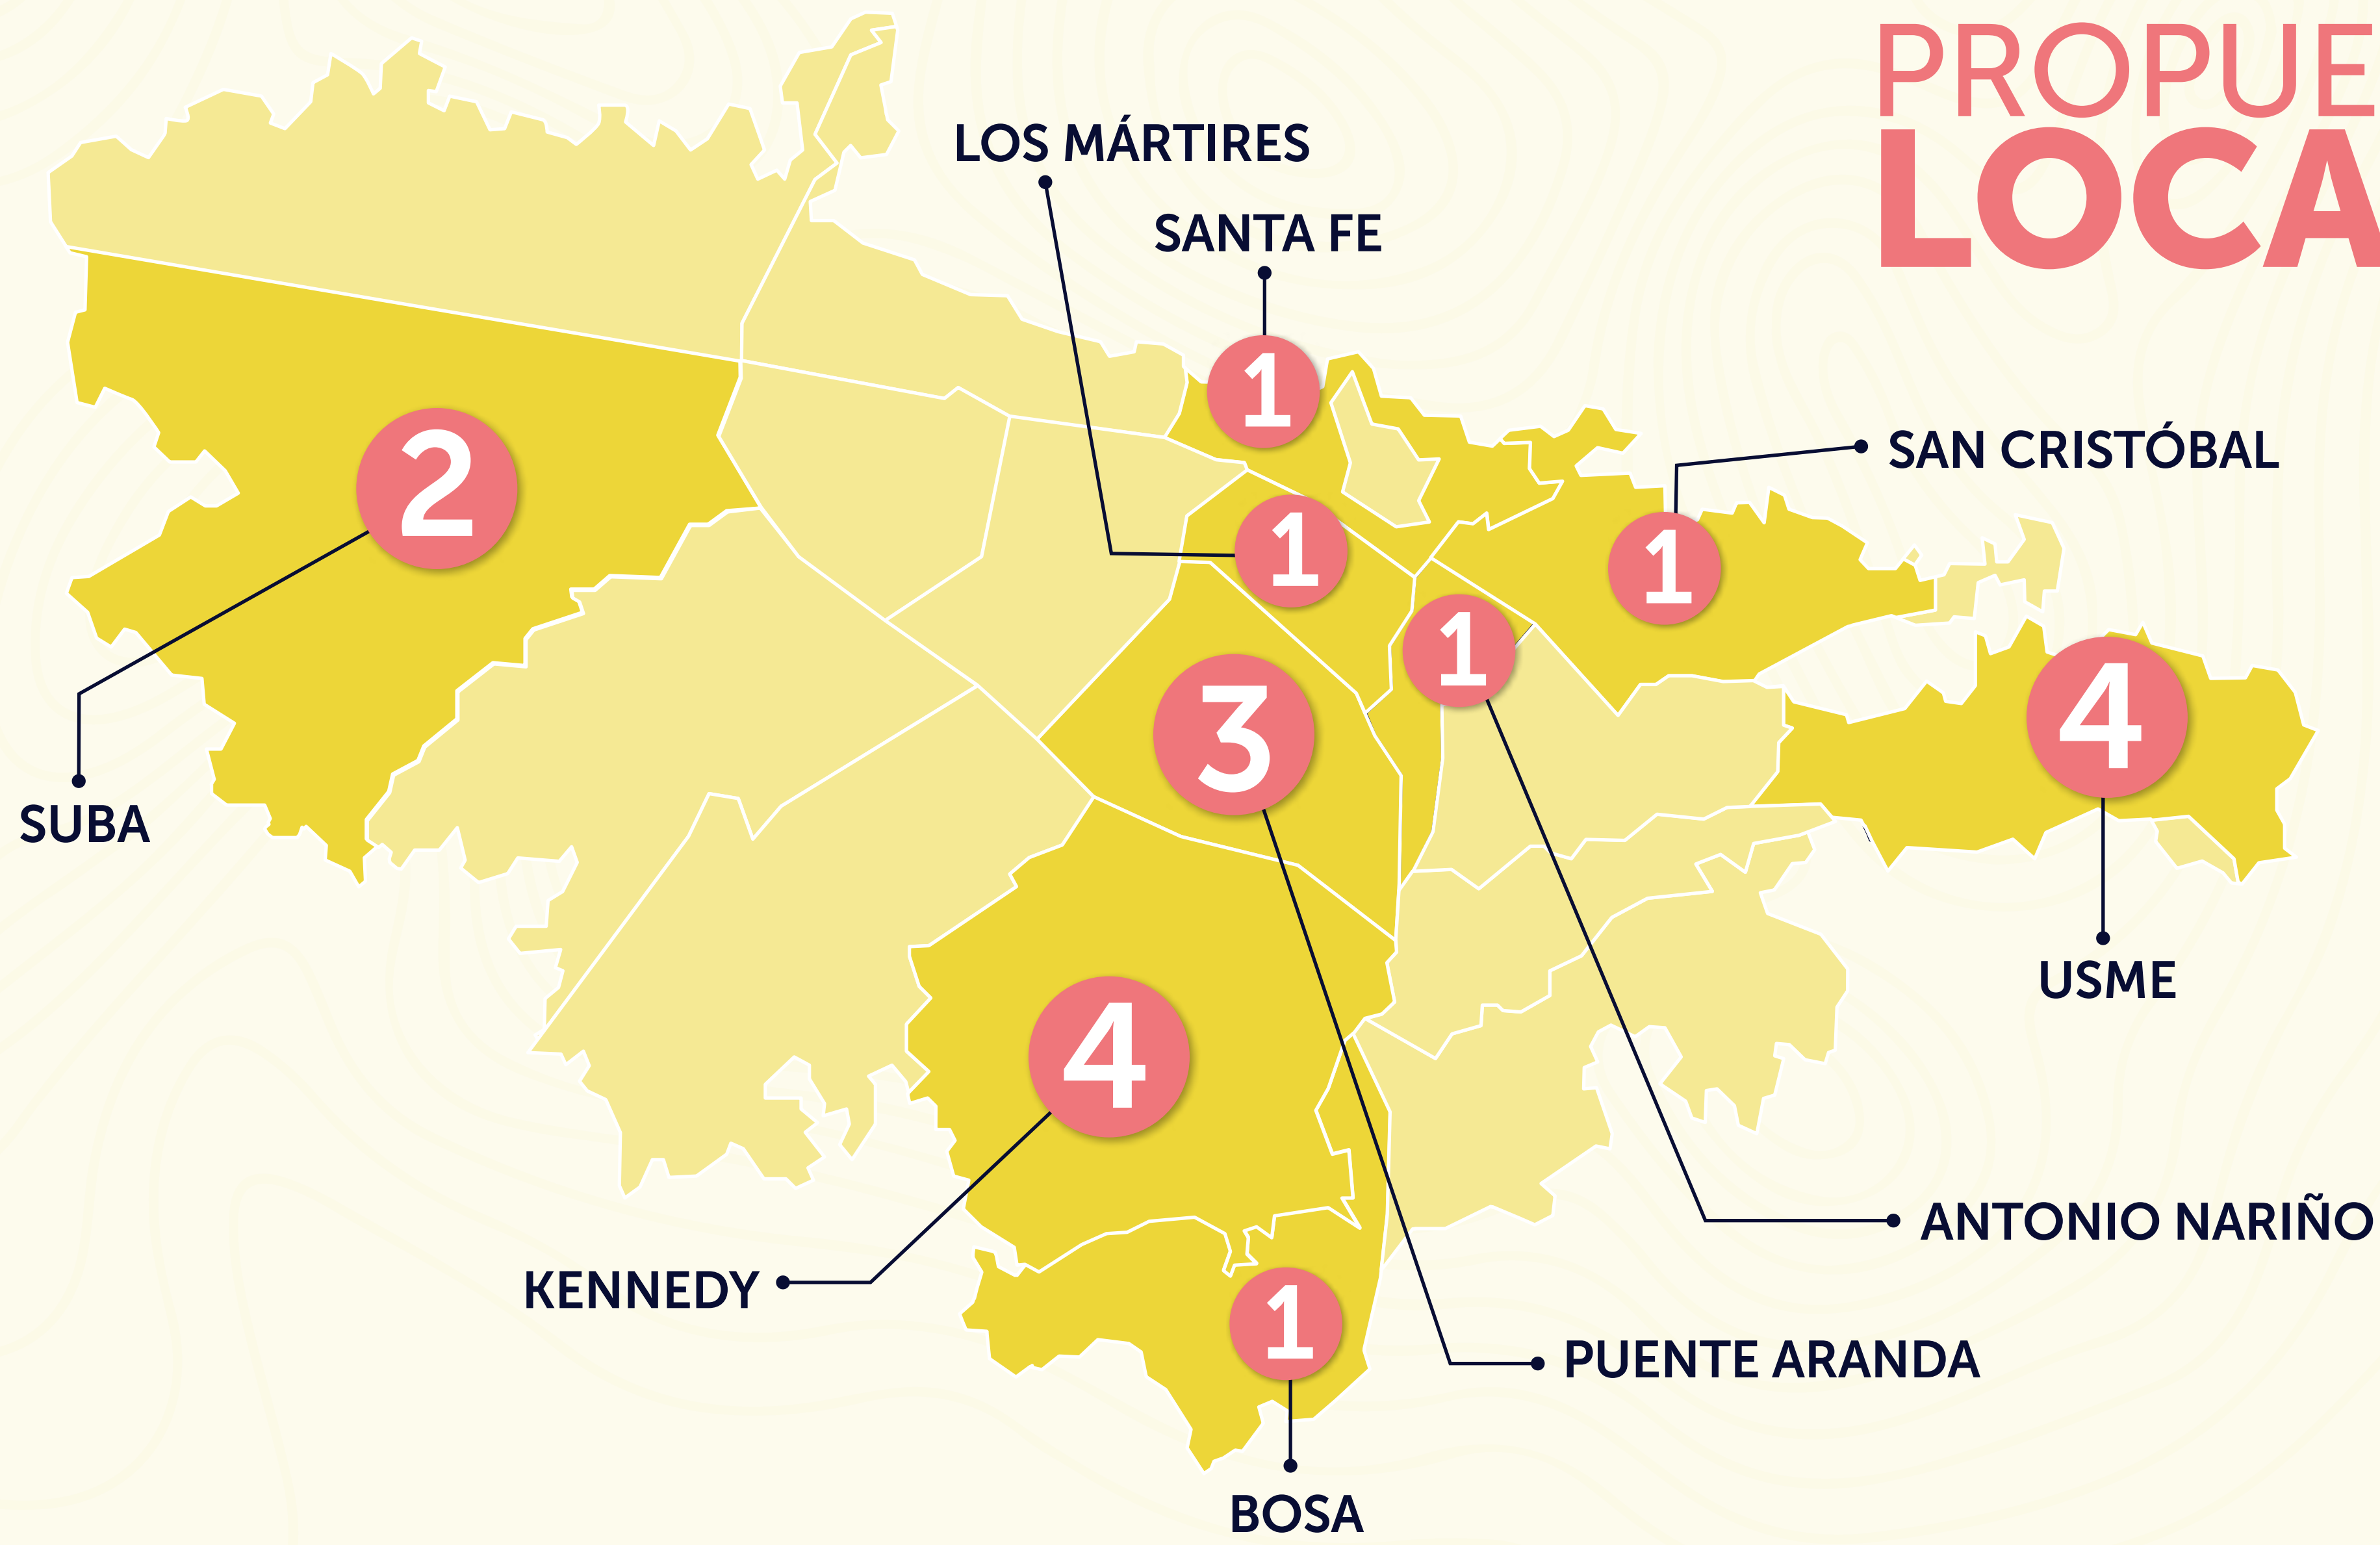 PROPUE
LOCA
LOS MÁRTIRES
SANTA FE
1
SAN CRISTÓBAL
2
1
1
1
3
4
SUBA
USME
4
ANTONIO NARIÑO
KENNEDY
1
PUENTE ARANDA
BOSA